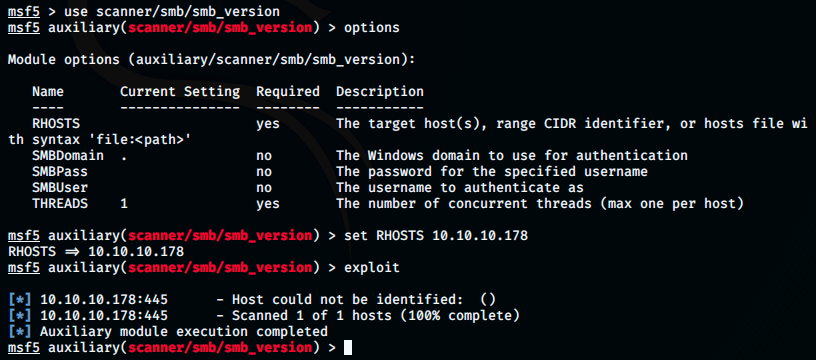 msf5 > use scanner/smb/smb_version
msf5 auxiliary(scanner/smb/smb_version) > options
Module options (auxiliary/scanner/smb/smb_version):
Name       Current Setting  Required  Description
----       ---------------  --------  -----------
RHOSTS                      yes       The target host(s), range CIDR identifier, or hosts file wi
th syntax 'file:<path>'
SMBDomain  .                no        The Windows domain to use for authentication
SMBPass                     no        The password for the specified username
SMBUser                     no        The username to authenticate as
THREADS    1                yes       The number of concurrent threads (max one per host)
msf5 auxiliary(scanner/smb/smb_version) > set RHOSTS 10.10.10.178
RHOSTS => 10.10.10.178
msf5 auxiliary(scanner/smb/smb_version) > exploit
[*] 10.10.10.178:445      - Host could not be identified:  ()
[*] 10.10.10.178:445      - Scanned 1 of 1 hosts (100% complete)
[*] Auxiliary module execution completed
msf5 auxiliary(scanner/smb/smb_version) >